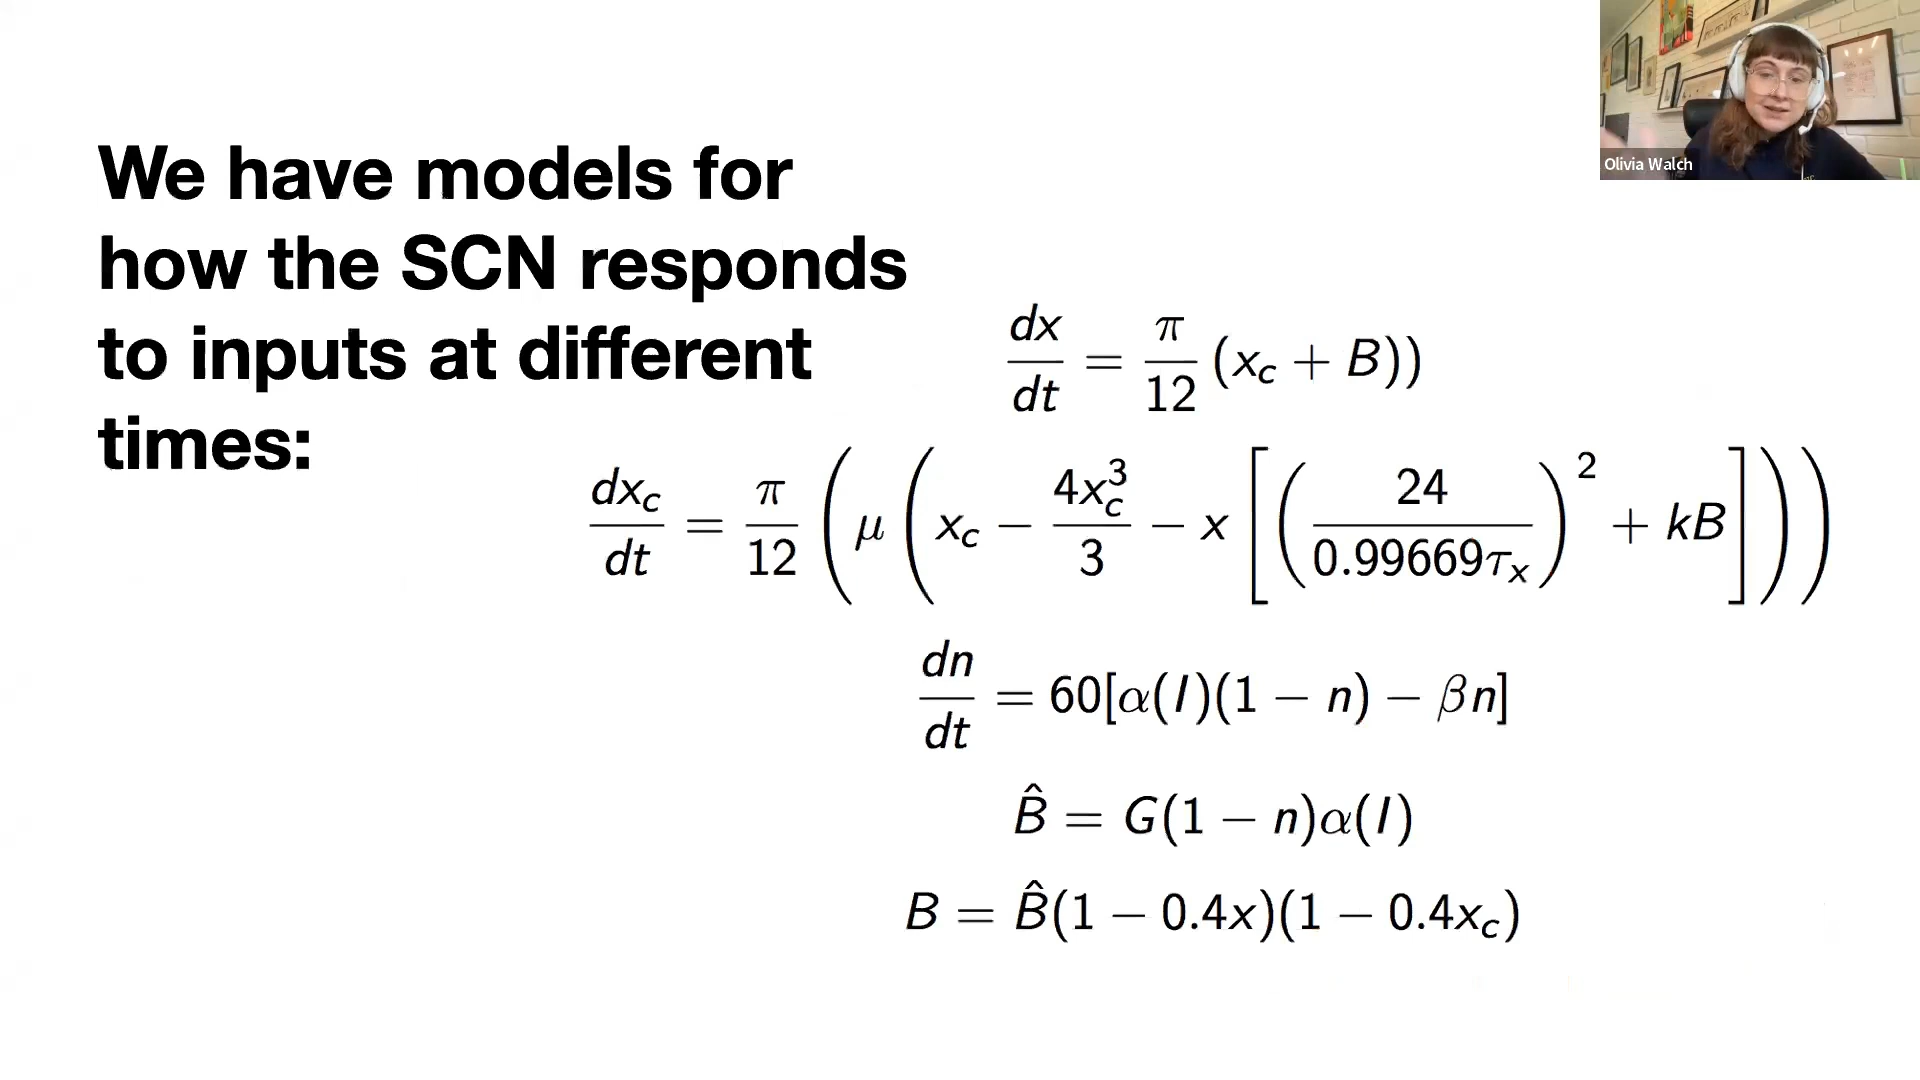 We have models for
how the SCN responds
to inputs at different
times:
Olivia Walch
dx/dt = π/12 (x_c + B))
dx_c/dt = π/12 (μ (x_c − 4x_c^3/3 − x [(24/0.99669τ_x)^2 + kB]))
dn/dt = 60[α(I)(1 − n) − βn]
B̂ = G(1 − n)α(I)
B = B̂(1 − 0.4x)(1 − 0.4x_c)